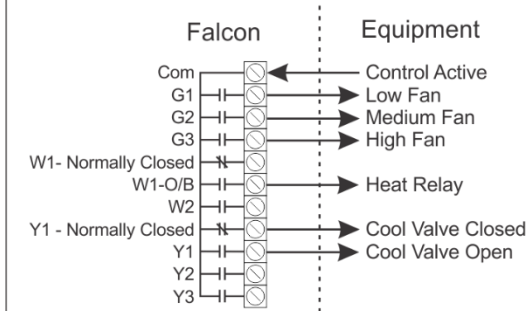 Falcon Equipment
Com Control Active
G1 Low Fan
G2 Medium Fan
G3 High Fan
W1- Normally Closed
W1-O/B Heat Relay
W2
Y1 - Normally Closed Cool Valve Closed
Y1 Cool Valve Open
Y2
Y3